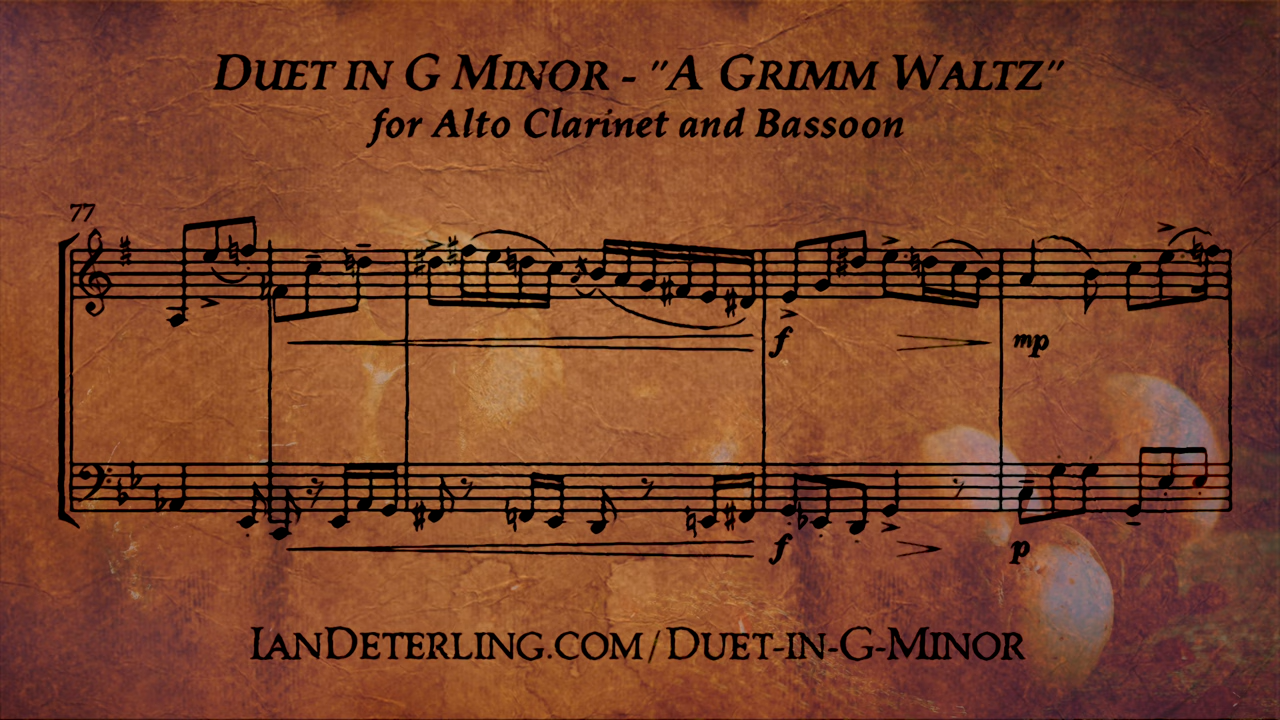 Duet in G Minor - "A Grimm Waltz"
for Alto Clarinet and Bassoon
77
f
mp
f
p
IanDeterling.com/Duet-in-G-Minor